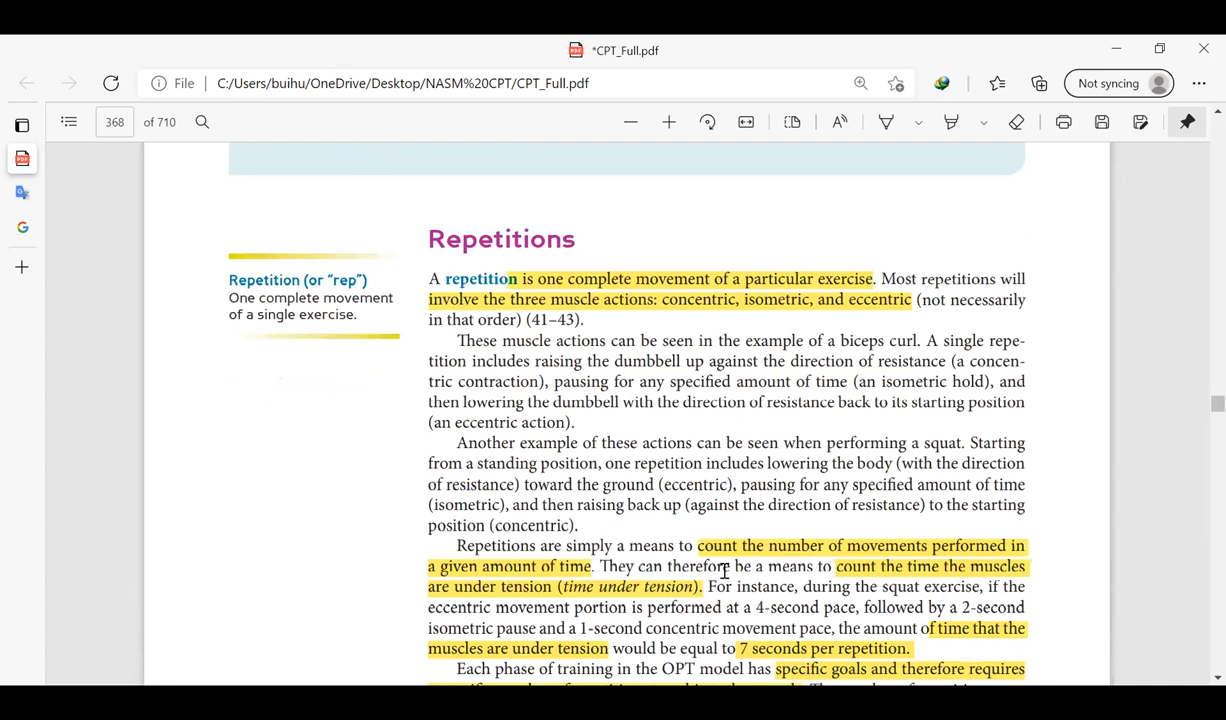 *CPT_Full.pdf
File
C:/Users/buihu/OneDrive/Desktop/NASM%20CPT/CPT_Full.pdf
Not syncing
368
of 710
Repetitions
Repetition (or “rep”)
One complete movement
of a single exercise.
A repetition is one complete movement of a particular exercise. Most repetitions will
involve the three muscle actions: concentric, isometric, and eccentric (not necessarily
in that order) (41–43).
These muscle actions can be seen in the example of a biceps curl. A single repe-
tition includes raising the dumbbell up against the direction of resistance (a concen-
tric contraction), pausing for any specified amount of time (an isometric hold), and
then lowering the dumbbell with the direction of resistance back to its starting position
(an eccentric action).
Another example of these actions can be seen when performing a squat. Starting
from a standing position, one repetition includes lowering the body (with the direction
of resistance) toward the ground (eccentric), pausing for any specified amount of time
(isometric), and then raising back up (against the direction of resistance) to the starting
position (concentric).
Repetitions are simply a means to count the number of movements performed in
a given amount of time. They can therefore be a means to count the time the muscles
are under tension (time under tension). For instance, during the squat exercise, if the
eccentric movement portion is performed at a 4-second pace, followed by a 2-second
isometric pause and a 1-second concentric movement pace, the amount of time that the
muscles are under tension would be equal to 7 seconds per repetition.
Each phase of training in the OPT model has specific goals and therefore requires